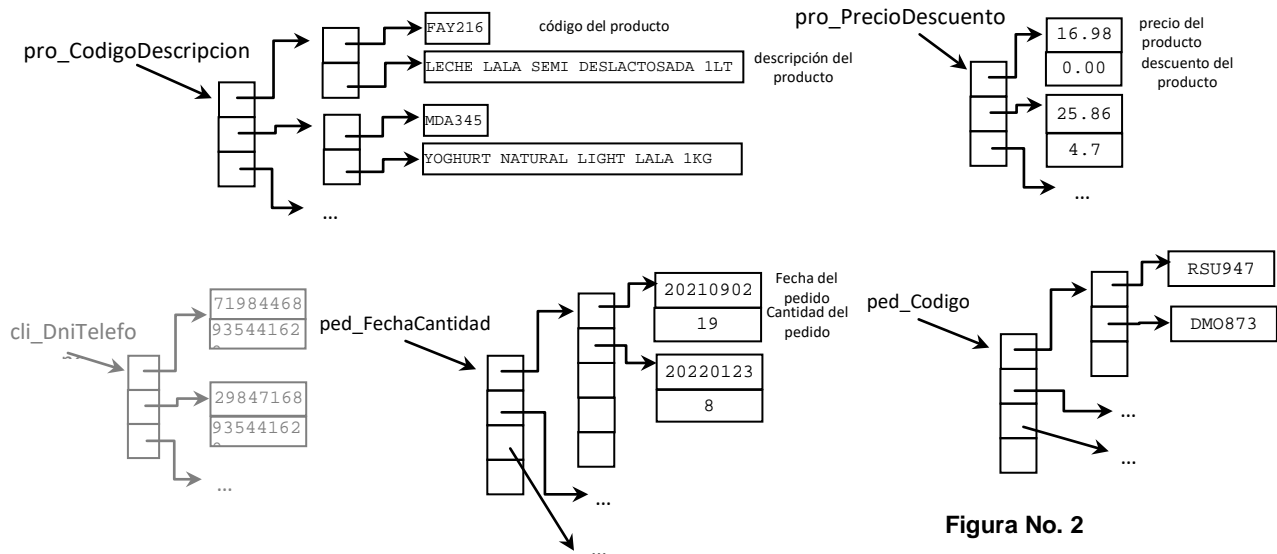 pro_CodigoDescripcion
FAY216
código del producto
LECHE LALA SEMI DESLACTOSADA 1LT
descripción del
producto
MDA345
YOGHURT NATURAL LIGHT LALA 1KG
...
pro_PrecioDescuento
16.98
precio del
producto
0.00
descuento del
producto
25.86
4.7
...
cli_DniTelefo
71984468
93544162
29847168
93544162
...
ped_FechaCantidad
20210902
Fecha del
pedido
19
Cantidad del
pedido
20220123
8
...
...
ped_Codigo
RSU947
DMO873
...
...
Figura No. 2